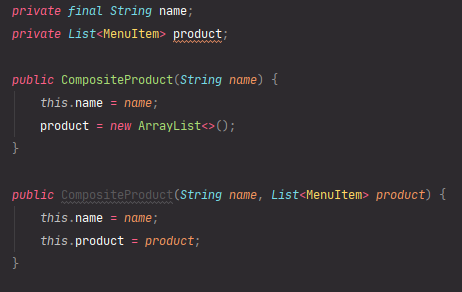 private final String name;
private List<MenuItem> product;
public CompositeProduct(String name) {
this.name = name;
product = new ArrayList<>();
}
public CompositeProduct(String name, List<MenuItem> product) {
this.name = name;
this.product = product;
}